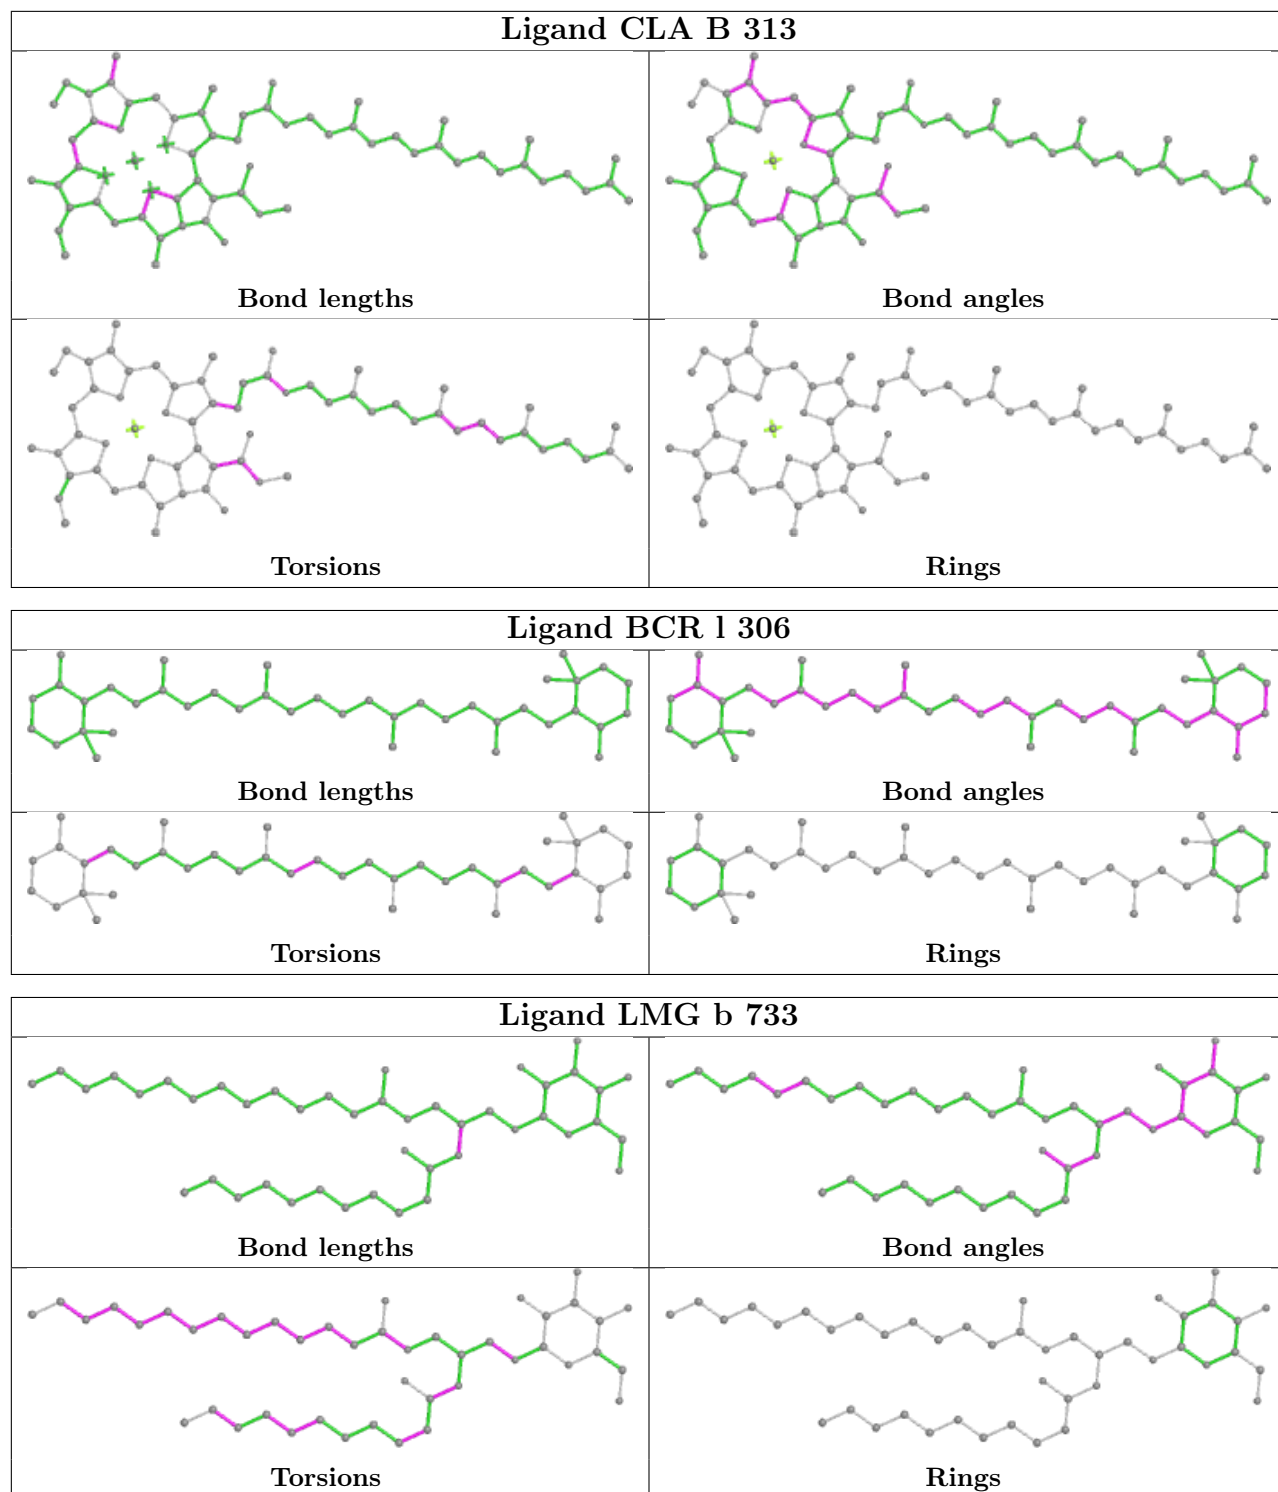 Ligand CLA B 313
Bond lengths
Bond angles
Torsions
Rings
Ligand BCR l 306
Bond lengths
Bond angles
Torsions
Rings
Ligand LMG b 733
Bond lengths
Bond angles
Torsions
Rings